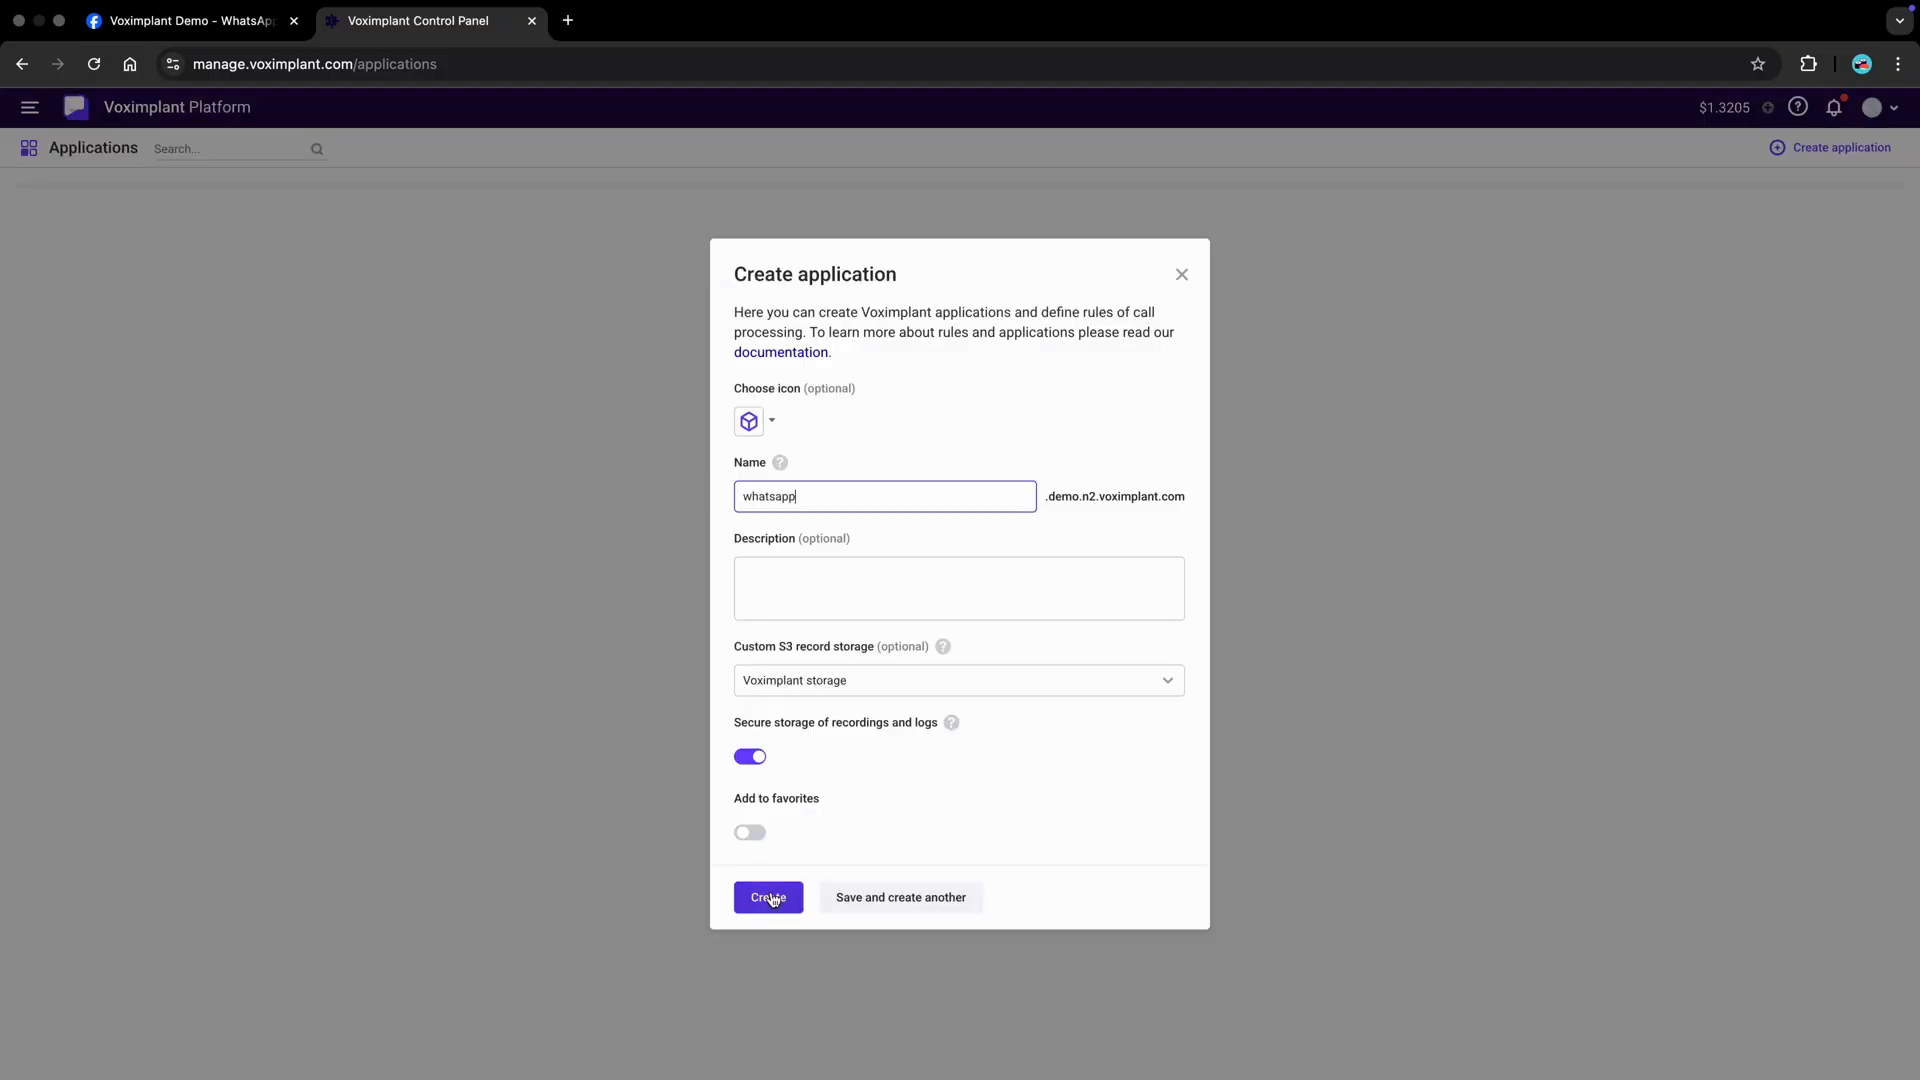 Voximplant Demo - WhatsApp
Voximplant Control Panel
manage.voximplant.com/applications
Voximplant Platform
$1.3205
Applications
Search...
Create application
Create application
Here you can create Voximplant applications and define rules of call
processing. To learn more about rules and applications please read our
documentation.
Choose icon (optional)
Name
whatsapp
.demo.n2.voximplant.com
Description (optional)
Custom S3 record storage (optional)
Voximplant storage
Secure storage of recordings and logs
Add to favorites
Create
Save and create another